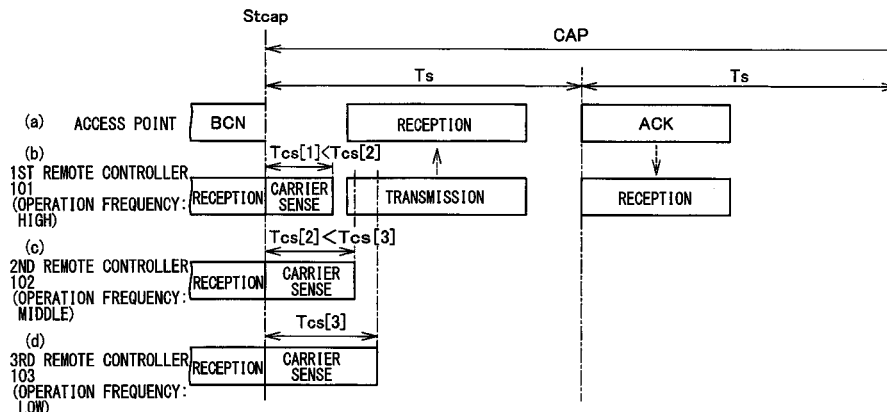 Stcap
CAP
Ts Ts
(a) ACCESS POINT BCN RECEPTION ACK
(b) Tcs[1]<Tcs[2]
1ST REMOTE CONTROLLER
101
(OPERATION FREQUENCY:
HIGH)
RECEPTION CARRIER
SENSE TRANSMISSION RECEPTION
(c) Tcs[2]<Tcs[3]
2ND REMOTE CONTROLLER
102
(OPERATION FREQUENCY:
MIDDLE)
RECEPTION CARRIER
SENSE
(d) Tcs[3]
3RD REMOTE CONTROLLER
103
(OPERATION FREQUENCY:
LOW)
RECEPTION CARRIER
SENSE